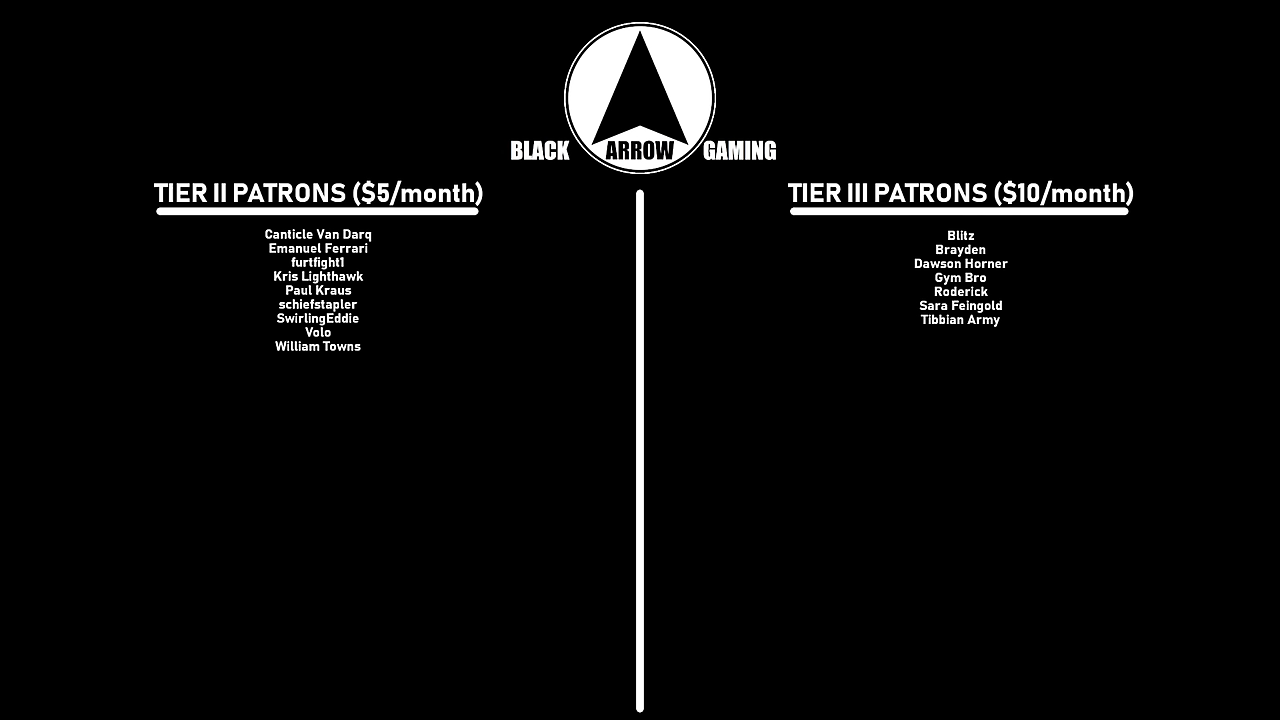 BLACK ARROW GAMING
TIER II PATRONS ($5/month)
Canticle Van Darq
Emanuel Ferrari
furtfight1
Kris Lighthawk
Paul Kraus
schiefstapler
SwirlingEddie
Volo
William Towns
TIER III PATRONS ($10/month)
Blitz
Brayden
Dawson Horner
Gym Bro
Roderick
Sara Feingold
Tibbian Army